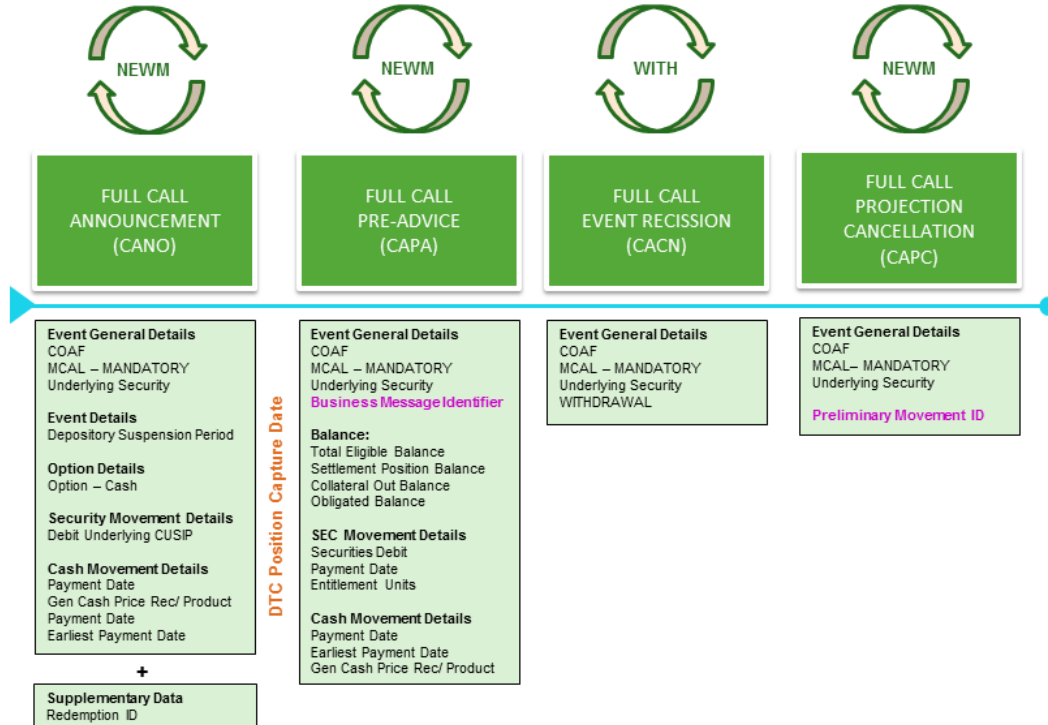 NEWM
NEWM
WITH
NEWM
FULL CALL
ANNOUNCEMENT
(CANO)
FULL CALL
PRE-ADVICE
(CAPA)
FULL CALL
EVENT RECISSION
(CACN)
FULL CALL
PROJECTION
CANCELLATION
(CAPC)
Event General Details
COAF
MCAL – MANDATORY
Underlying Security
Event Details
Depository Suspension Period
Option Details
Option – Cash
Security Movement Details
Debit Underlying CUSIP
Cash Movement Details
Payment Date
Gen Cash Price Rec/ Product
Payment Date
Earliest Payment Date
+
Supplementary Data
Redemption ID
DTC Position Capture Date
Event General Details
COAF
MCAL – MANDATORY
Underlying Security
Business Message Identifier
Balance:
Total Eligible Balance
Settlement Position Balance
Collateral Out Balance
Obligated Balance
SEC Movement Details
Securities Debit
Payment Date
Entitlement Units
Cash Movement Details
Payment Date
Earliest Payment Date
Gen Cash Price Rec/ Product
Event General Details
COAF
MCAL – MANDATORY
Underlying Security
WITHDRAWAL
Event General Details
COAF
MCAL– MANDATORY
Underlying Security
Preliminary Movement ID